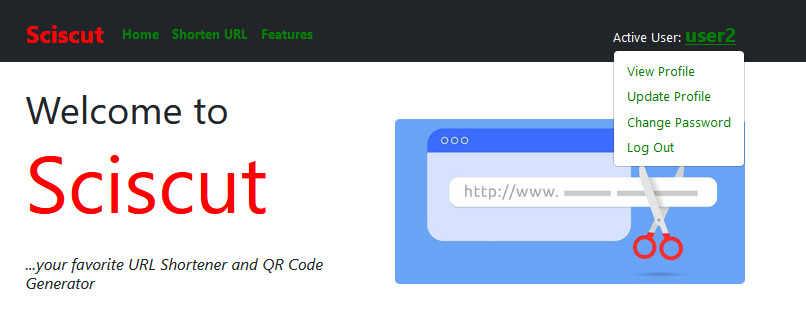 Sciscut Home Shorten URL Features Active User: user2
View Profile
Update Profile
Change Password
Log Out
Welcome to
Sciscut
...your favorite URL Shortener and QR Code
Generator
http://www.